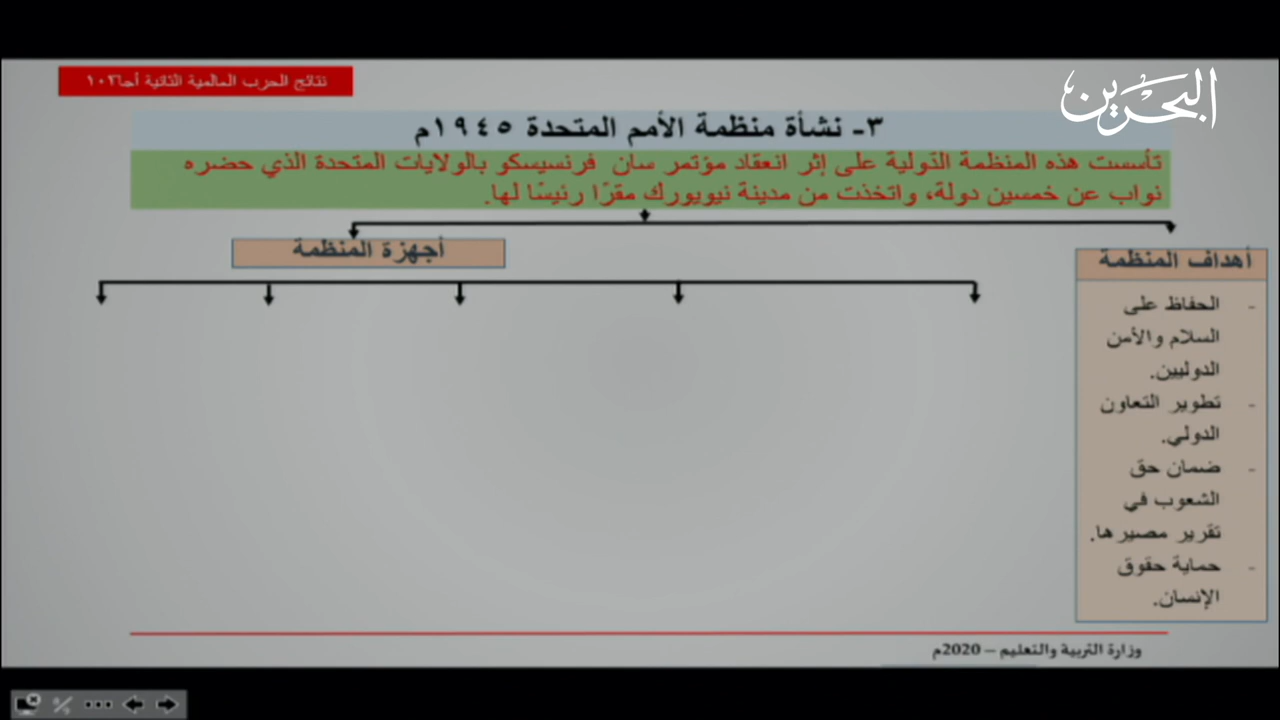 البحرين
نتائج الحرب العالمية الثانية أجا١٠٢
٣- نشأة منظمة الأمم المتحدة ١٩٤٥م
تأسست هذه المنظمة الدولية على إثر انعقاد مؤتمر سان فرنسيسكو بالولايات المتحدة الذي حضره
نواب عن خمسين دولة، واتخذت من مدينة نيويورك مقرًا رئيسًا لها.
أهداف المنظمة
- الحفاظ على
السلام والأمن
الدوليين.
- تطوير التعاون
الدولي.
- ضمان حق
الشعوب في
تقرير مصيرها.
- حماية حقوق
الإنسان.
أجهزة المنظمة
وزارة التربية والتعليم – 2020م